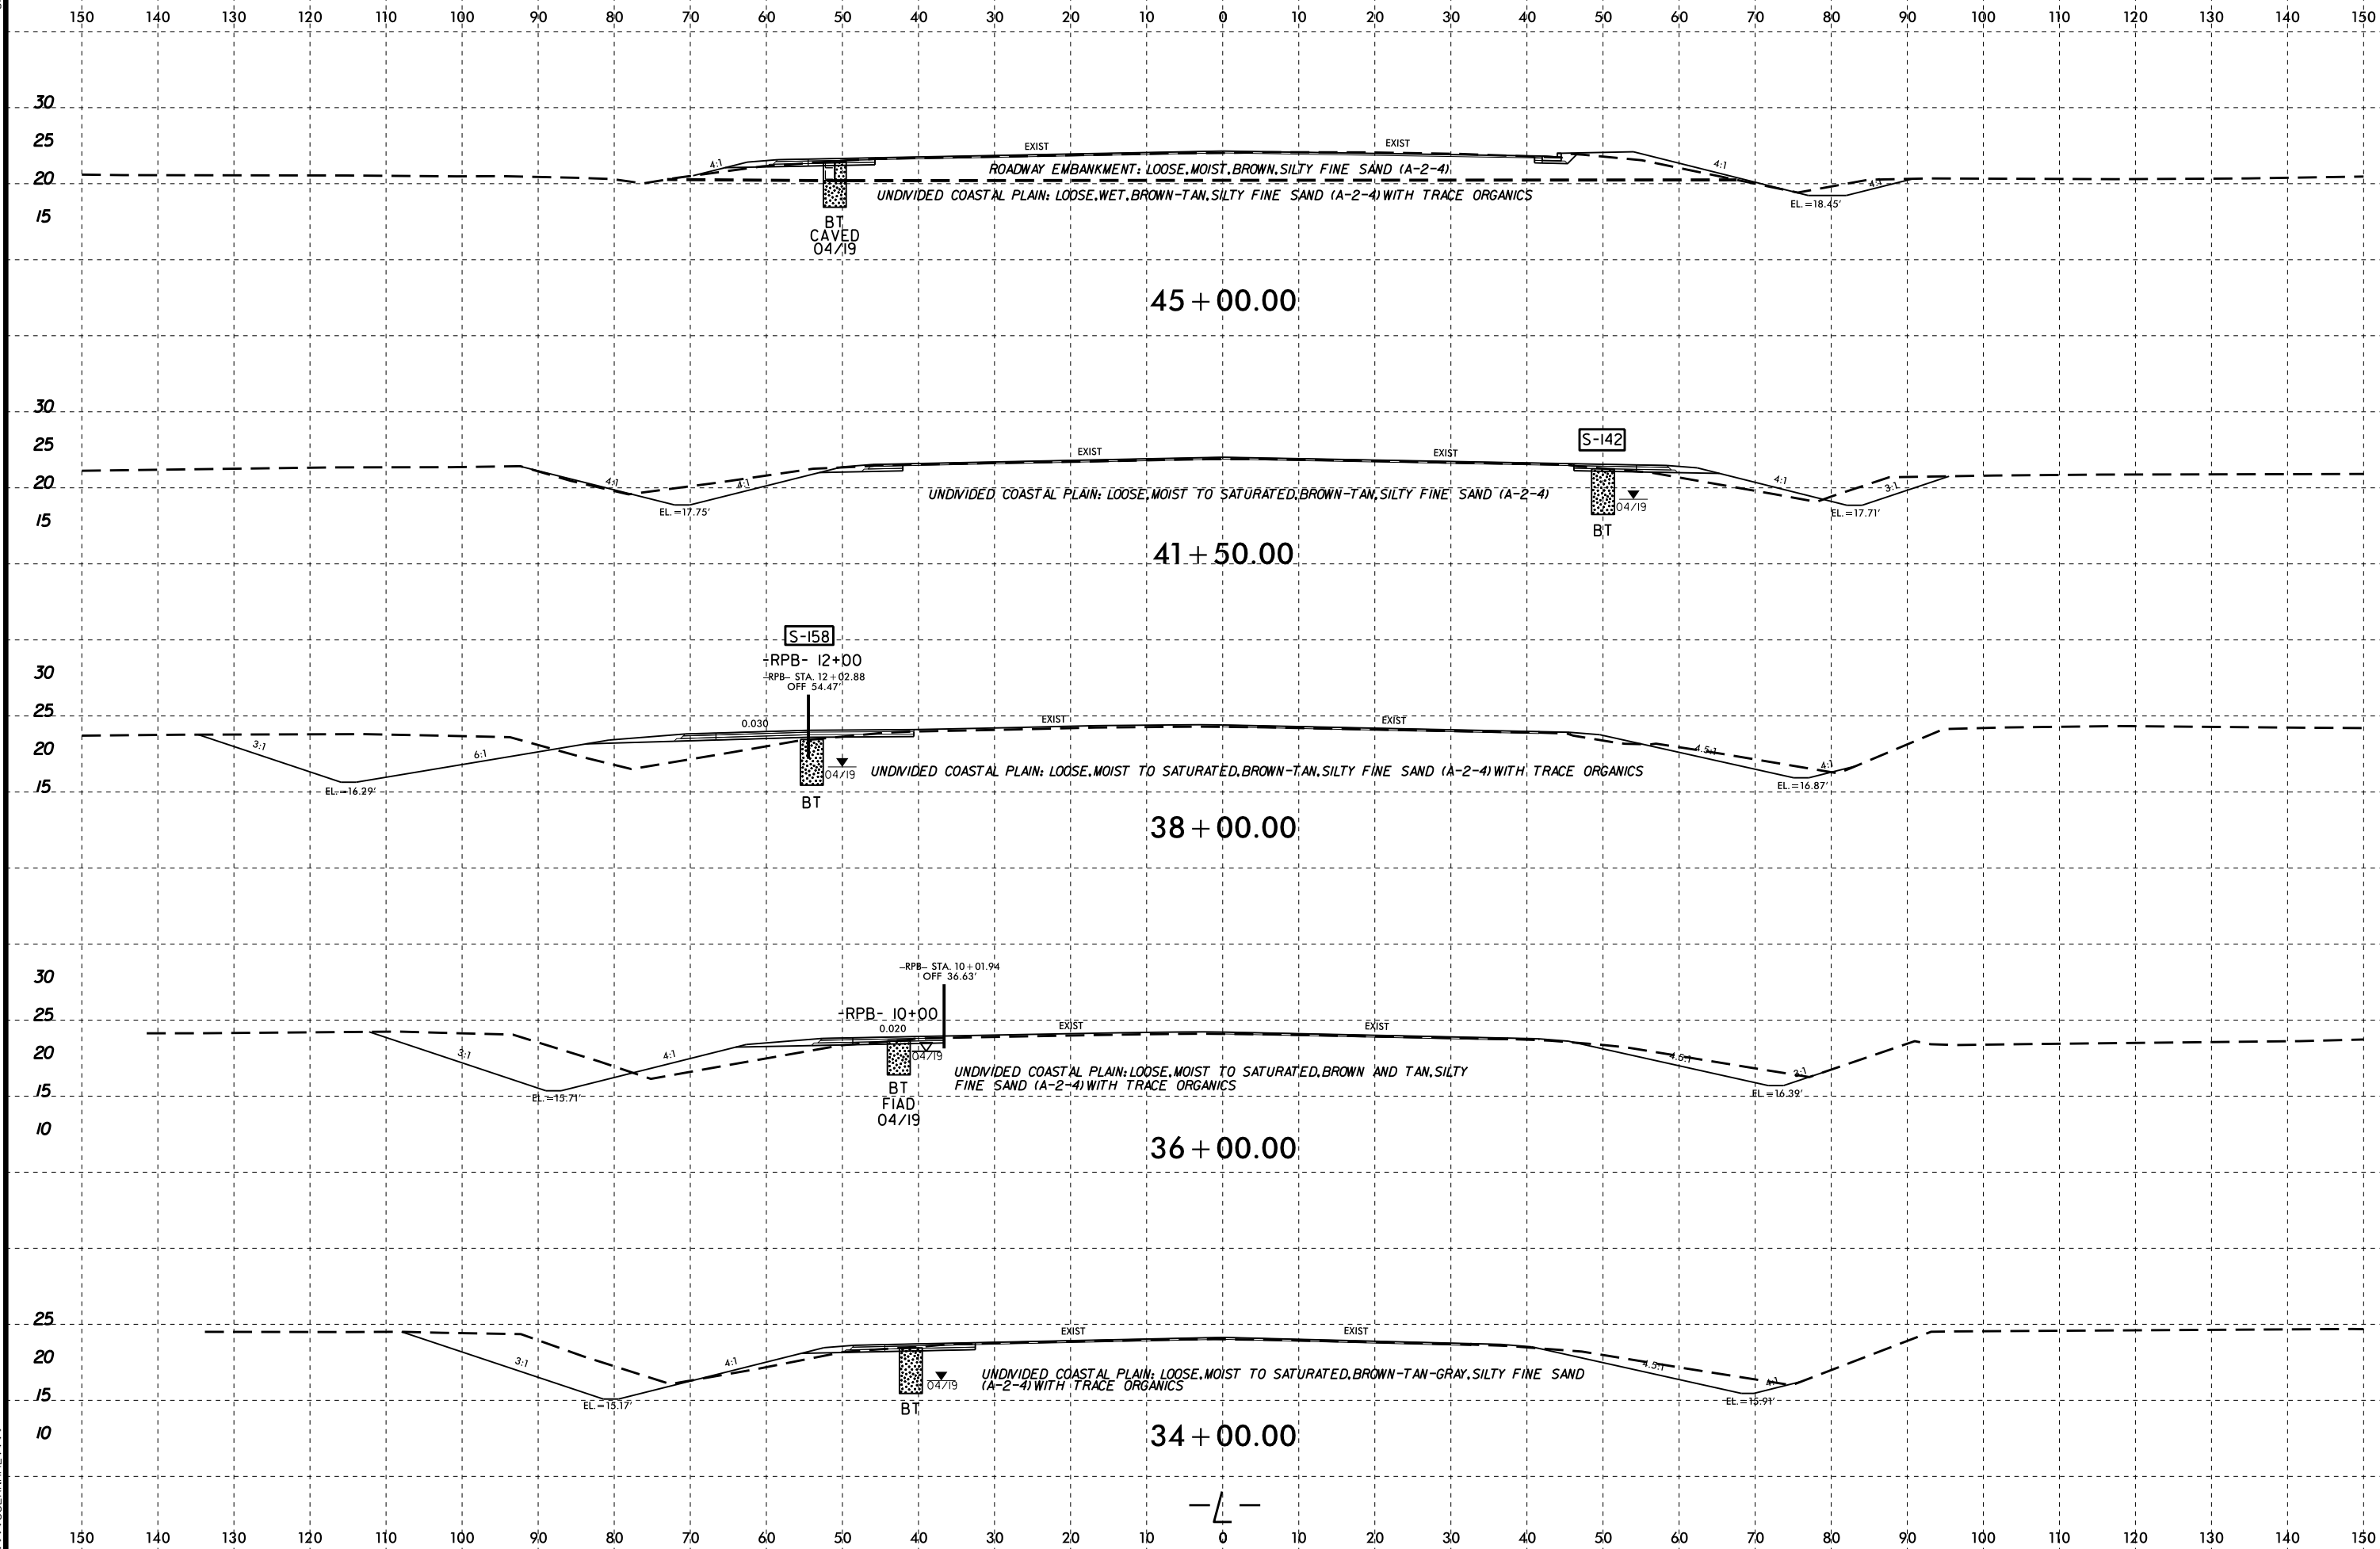 150 140 130 120 110 100 90 80 70 60 50 40 30 20 10 0 10 20 30 40 50 60 70 80 90 100 110 120 130 140 150
30
25
20
15
4:1
EXIST
EXIST
4:1
4:1
ROADWAY EMBANKMENT: LOOSE, MOIST, BROWN, SILTY FINE SAND (A-2-4)
UNDIVIDED COASTAL PLAIN: LOOSE, WET, BROWN-TAN, SILTY FINE SAND (A-2-4) WITH TRACE ORGANICS
EL.=18.45'
BT
CAVED
04/19
45+00.00
30
25
20
15
S-142
EXIST
EXIST
4:1
4:1
4:1
3:1
UNDIVIDED COASTAL PLAIN: LOOSE, MOIST TO SATURATED, BROWN-TAN, SILTY FINE SAND (A-2-4)
04/19
EL.=17.75'
EL.=17.71'
BT
41+50.00
S-158
-RPB- 12+00
-RPB- STA. 12+02.88
OFF 54.47'
30
25
20
15
0.030
EXIST
EXIST
3:1
6:1
4.5:1
4:1
04/19
UNDIVIDED COASTAL PLAIN: LOOSE, MOIST TO SATURATED, BROWN-TAN, SILTY FINE SAND (A-2-4) WITH TRACE ORGANICS
EL.=16.29'
EL.=16.87'
BT
38+00.00
-RPB- STA. 10+01.94
OFF 36.63'
30
25
20
15
10
-RPB- 10+00
0.020
EXIST
EXIST
3:1
4:1
4.5:1
3:1
04/19
UNDIVIDED COASTAL PLAIN: LOOSE, MOIST TO SATURATED, BROWN AND TAN, SILTY
FINE SAND (A-2-4) WITH TRACE ORGANICS
EL.=15.71'
EL.=16.39'
BT
FIAD
04/19
36+00.00
25
20
15
10
EXIST
EXIST
3:1
4:1
4.5:1
4:1
04/19
UNDIVIDED COASTAL PLAIN: LOOSE, MOIST TO SATURATED, BROWN-TAN-GRAY, SILTY FINE SAND
(A-2-4) WITH TRACE ORGANICS
EL.=15.17'
EL.=15.91'
BT
34+00.00
-L-
150 140 130 120 110 100 90 80 70 60 50 40 30 20 10 0 10 20 30 40 50 60 70 80 90 100 110 120 130 140 150